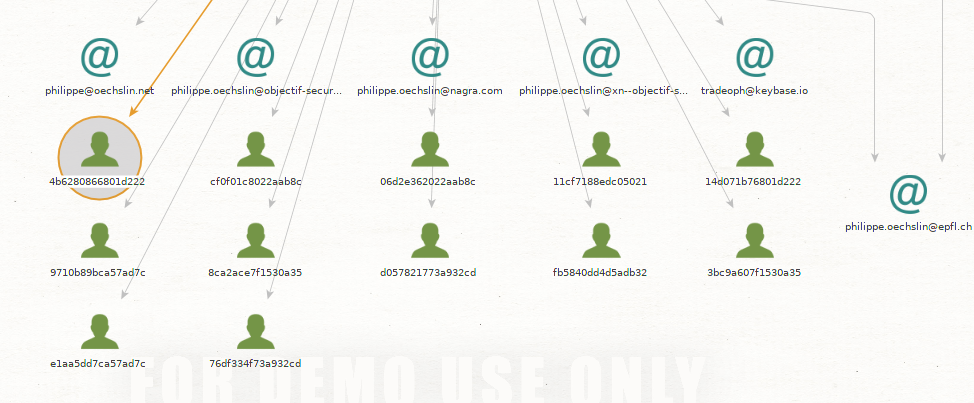 @ @ @ @ @
philippe@oechslin.net philippe.oechslin@objectif-secur... philippe.oechslin@nagra.com philippe.oechslin@xn--objectif-s... tradeoph@keybase.io
4b6280866801d222 cf0f01c8022aab8c 06d2e362022aab8c 11cf7188edc05021 14d071b76801d222
@
philippe.oechslin@epfl.ch
9710b89bca57ad7c 8ca2ace7f1530a35 d057821773a932cd fb5840dd4d5adb32 3bc9a607f1530a35
e1aa5dd7ca57ad7c 76df334f73a932cd
FOR DEMO USE ONLY